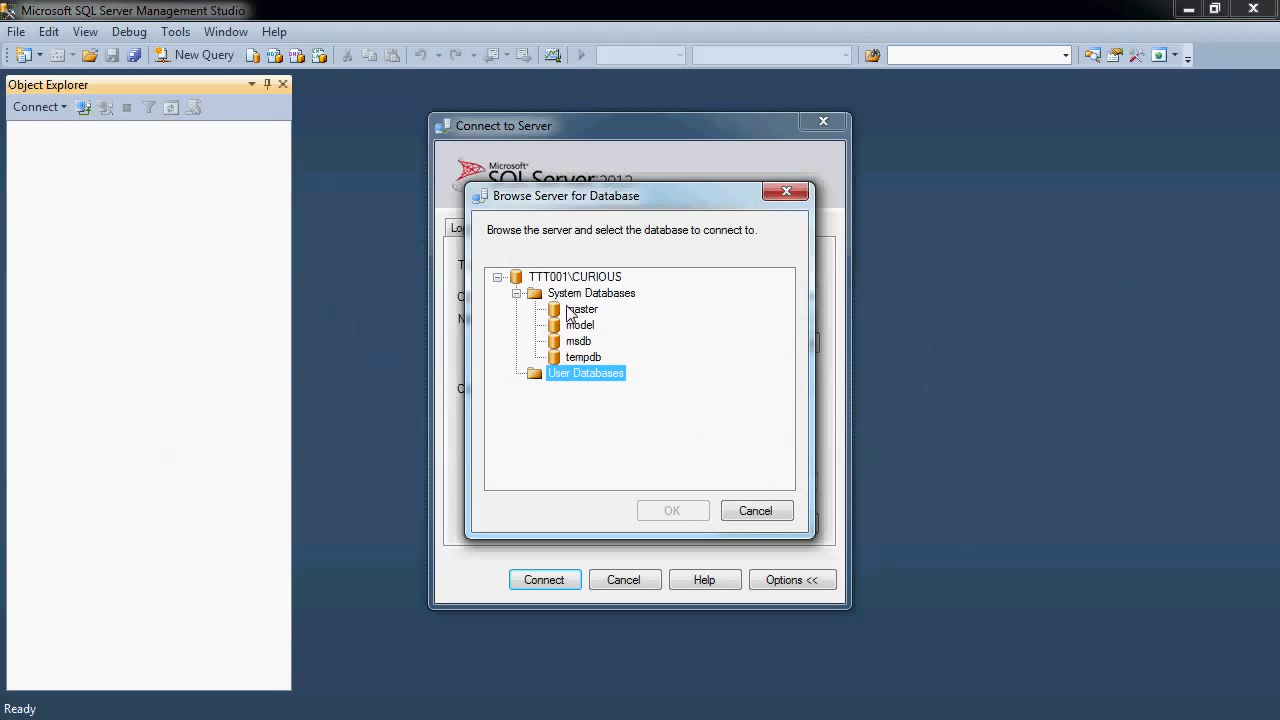 Microsoft SQL Server Management Studio
File Edit View Debug Tools Window Help
New Query
Object Explorer
Connect
Connect to Server
Microsoft
SQL Server 2012
Browse Server for Database
Browse the server and select the database to connect to.
TTT001\CURIOUS
System Databases
master
model
msdb
tempdb
User Databases
OK Cancel
Connect Cancel Help Options <<
Ready